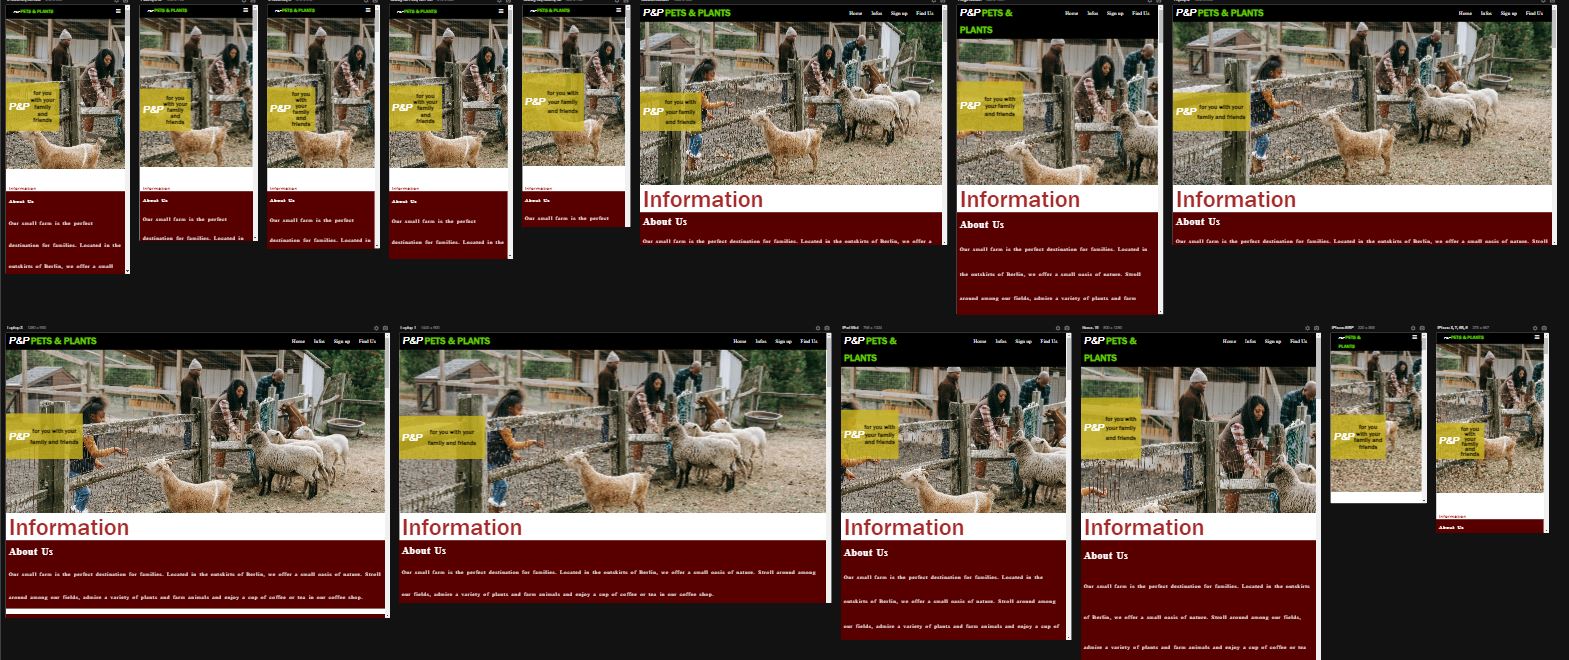 P&P PETS & PLANTS
for you
with your
family
and
friends
P&P
Information
About Us
Our small farm is the perfect
destination for families. Located in the
outskirts of Berlin, we offer a small
PETS & PLANTS
P&P
for you
with your
family
and
friends
Information
About Us
Our small farm is the perfect
destination for families. Located in
PETS & PLANTS
P&P
for you
with your
family
and
friends
Information
About Us
Our small farm is the perfect
destination for families. Located in
PETS & PLANTS
P&P
for you
with your
family
and
friends
Information
About Us
Our small farm is the perfect
destination for families. Located in the
PETS & PLANTS
P&P
for you
with your
family and
friends
Information
About Us
Our small farm is the perfect
P&P PETS & PLANTS
Home Infos Sign up Find Us
P&P
for you with
your family
and friends
Information
About Us
Our small farm is the perfect destination for families. Located in the outskirts of Berlin, we offer a
P&P PETS &
PLANTS
Home Infos Sign up Find Us
P&P
for you with
your family
and friends
Information
About Us
Our small farm is the perfect destination for families. Located in
the outskirts of Berlin, we offer a small oasis of nature. Stroll
around among our fields, admire a variety of plants and farm
P&P PETS & PLANTS
Home Infos Sign up Find Us
P&P
for you with your
family and friends
Information
About Us
Our small farm is the perfect destination for families. Located in the outskirts of Berlin, we offer a small oasis of nature. Stroll
Laptop 2 1280 x 950
P&P PETS & PLANTS
Home Infos Sign up Find Us
P&P
for you with your
family and friends
Information
About Us
Our small farm is the perfect destination for families. Located in the outskirts of Berlin, we offer a small oasis of nature. Stroll
around among our fields, admire a variety of plants and farm animals and enjoy a cup of coffee or tea in our coffee shop.
Laptop 1
P&P PETS & PLANTS
Home Infos Sign up Find Us
P&P
for you with your
family and friends
Information
About Us
Our small farm is the perfect destination for families. Located in the outskirts of Berlin, we offer a small oasis of nature. Stroll around among
our fields, admire a variety of plants and farm animals and enjoy a cup of coffee or tea in our coffee shop.
iPad Mini 768 x 1024
P&P PETS &
PLANTS
Home Infos Sign up Find Us
P&P
for you with
your family
and friends
Information
About Us
Our small farm is the perfect destination for families. Located in the
outskirts of Berlin, we offer a small oasis of nature. Stroll around among
our fields, admire a variety of plants and farm animals and enjoy a cup of
800 x 1280
P&P PETS &
PLANTS
Home Infos Sign up Find Us
P&P
for you with
your family
and friends
Information
About Us
Our small farm is the perfect destination for families. Located in the outskirts
of Berlin, we offer a small oasis of nature. Stroll around among our fields,
admire a variety of plants and farm animals and enjoy a cup of coffee or tea
PETS &
PLANTS
P&P
for you
with your
family and
friends
375 x 667
PETS & PLANTS
P&P
for you
with
your
family
and
friends
Information
About Us